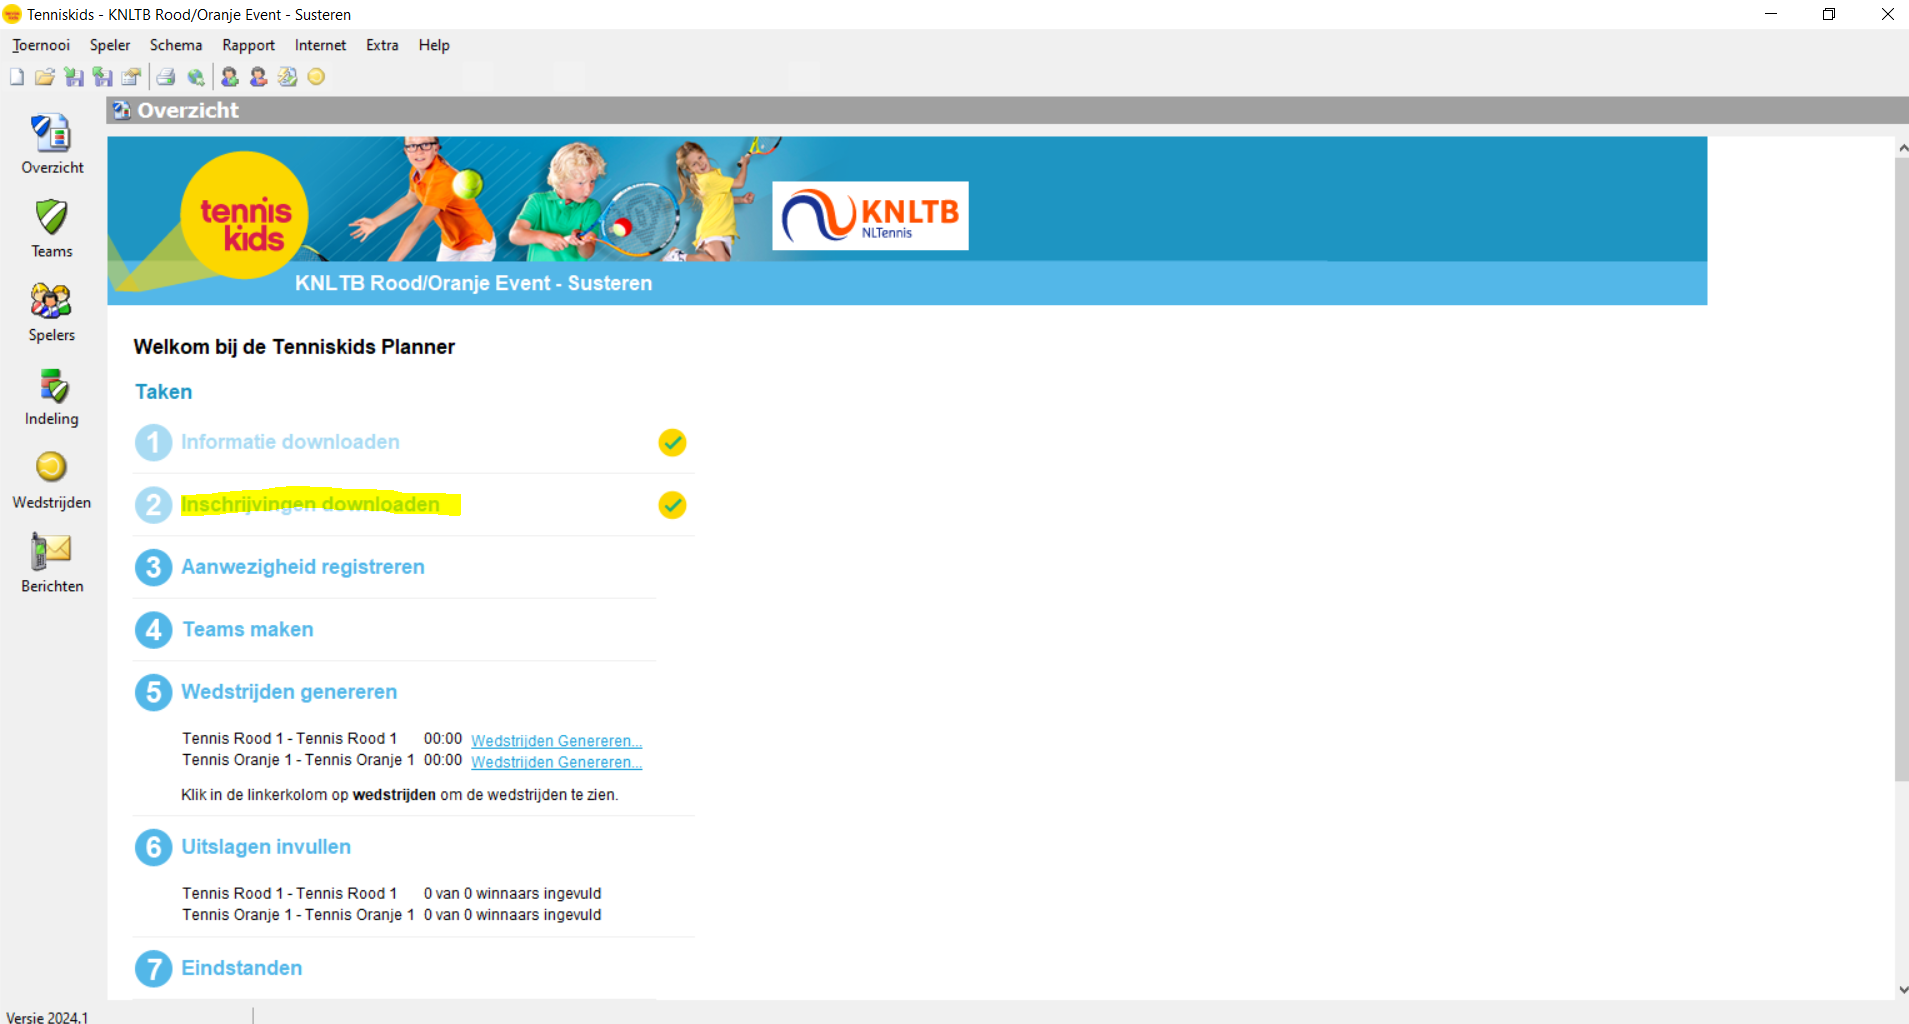 Tenniskids - KNLTB Rood/Oranje Event - Susteren
Toernooi Speler Schema Rapport Internet Extra Help
Overzicht
Overzicht
Teams
Spelers
Indeling
Wedstrijden
Berichten
tennis
kids
KNLTB
NLTennis
KNLTB Rood/Oranje Event - Susteren
Welkom bij de Tenniskids Planner
Taken
1 Informatie downloaden
2 Inschrijvingen downloaden
3 Aanwezigheid registreren
4 Teams maken
5 Wedstrijden genereren
Tennis Rood 1 - Tennis Rood 1 00:00 Wedstrijden Genereren...
Tennis Oranje 1 - Tennis Oranje 1 00:00 Wedstrijden Genereren...
Klik in de linkerkolom op wedstrijden om de wedstrijden te zien.
6 Uitslagen invullen
Tennis Rood 1 - Tennis Rood 1 0 van 0 winnaars ingevuld
Tennis Oranje 1 - Tennis Oranje 1 0 van 0 winnaars ingevuld
7 Eindstanden
Versie 2024.1